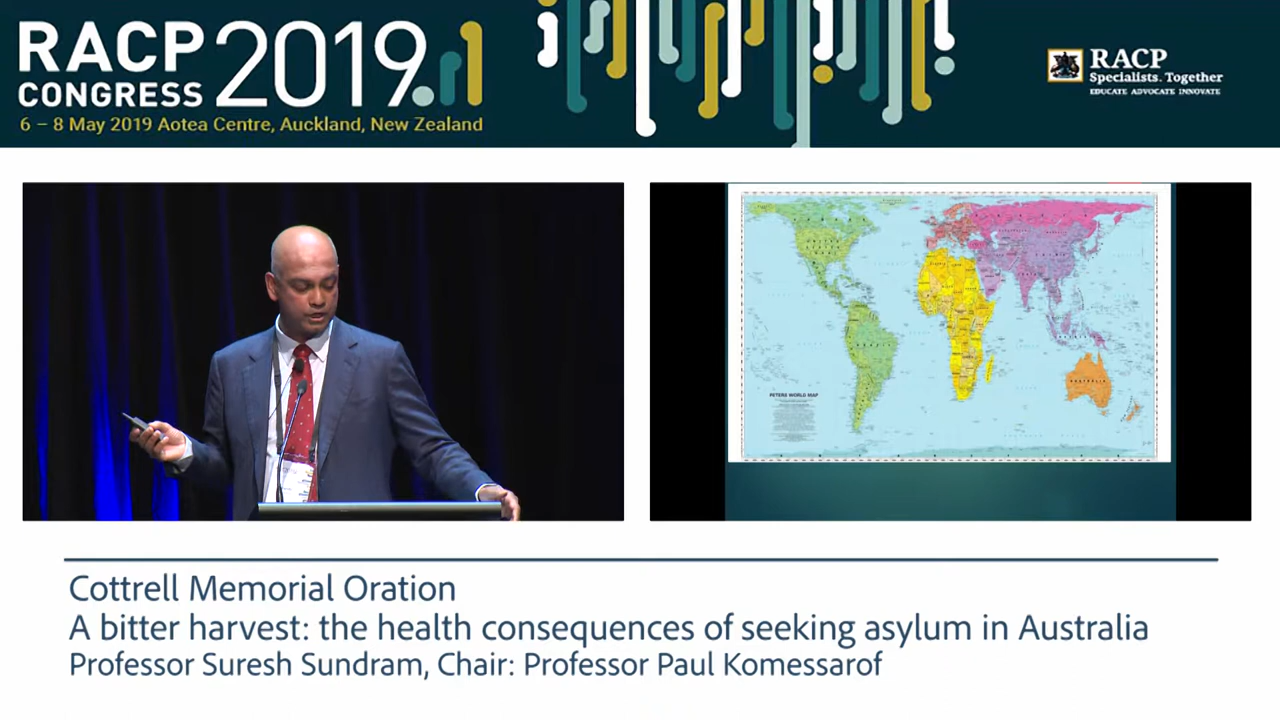 RACP
CONGRESS 2019
6 – 8 May 2019 Aotea Centre, Auckland, New Zealand
RACP
Specialists. Together
EDUCATE ADVOCATE INNOVATE
PETERS WORLD MAP
AUSTRALIA
Cottrell Memorial Oration
A bitter harvest: the health consequences of seeking asylum in Australia
Professor Suresh Sundram, Chair: Professor Paul Komessarof